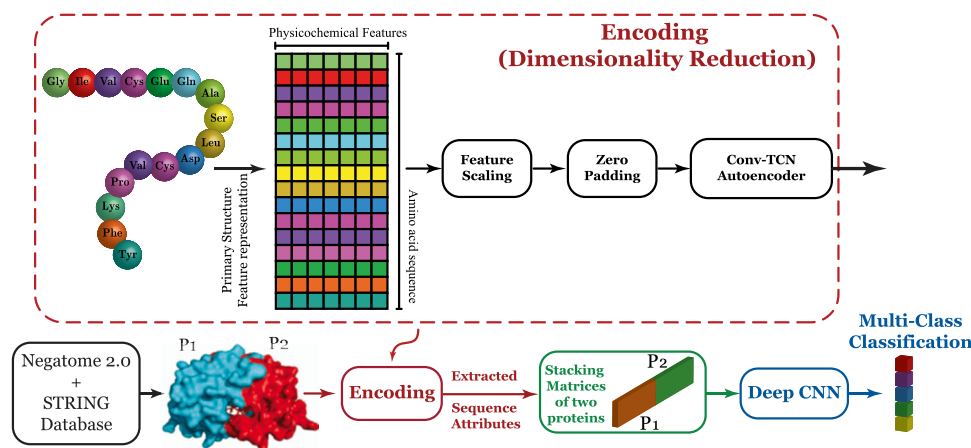 Physicochemical Features
Encoding
(Dimensionality Reduction)
Gly Ile Val Cys Glu Gln
Ala
Ser
Leu
Asp
Cys
Val
Pro
Lys
Phe
Tyr
Primary Structure
Feature representation
Amino acid sequence
Feature
Scaling
Zero
Padding
Conv-TCN
Autoencoder
Negatome 2.0
+
STRING
Database
P1
P2
Encoding
Extracted
Sequence
Attributes
Stacking
Matrices
of two
proteins
P2
P1
Deep CNN
Multi-Class
Classification